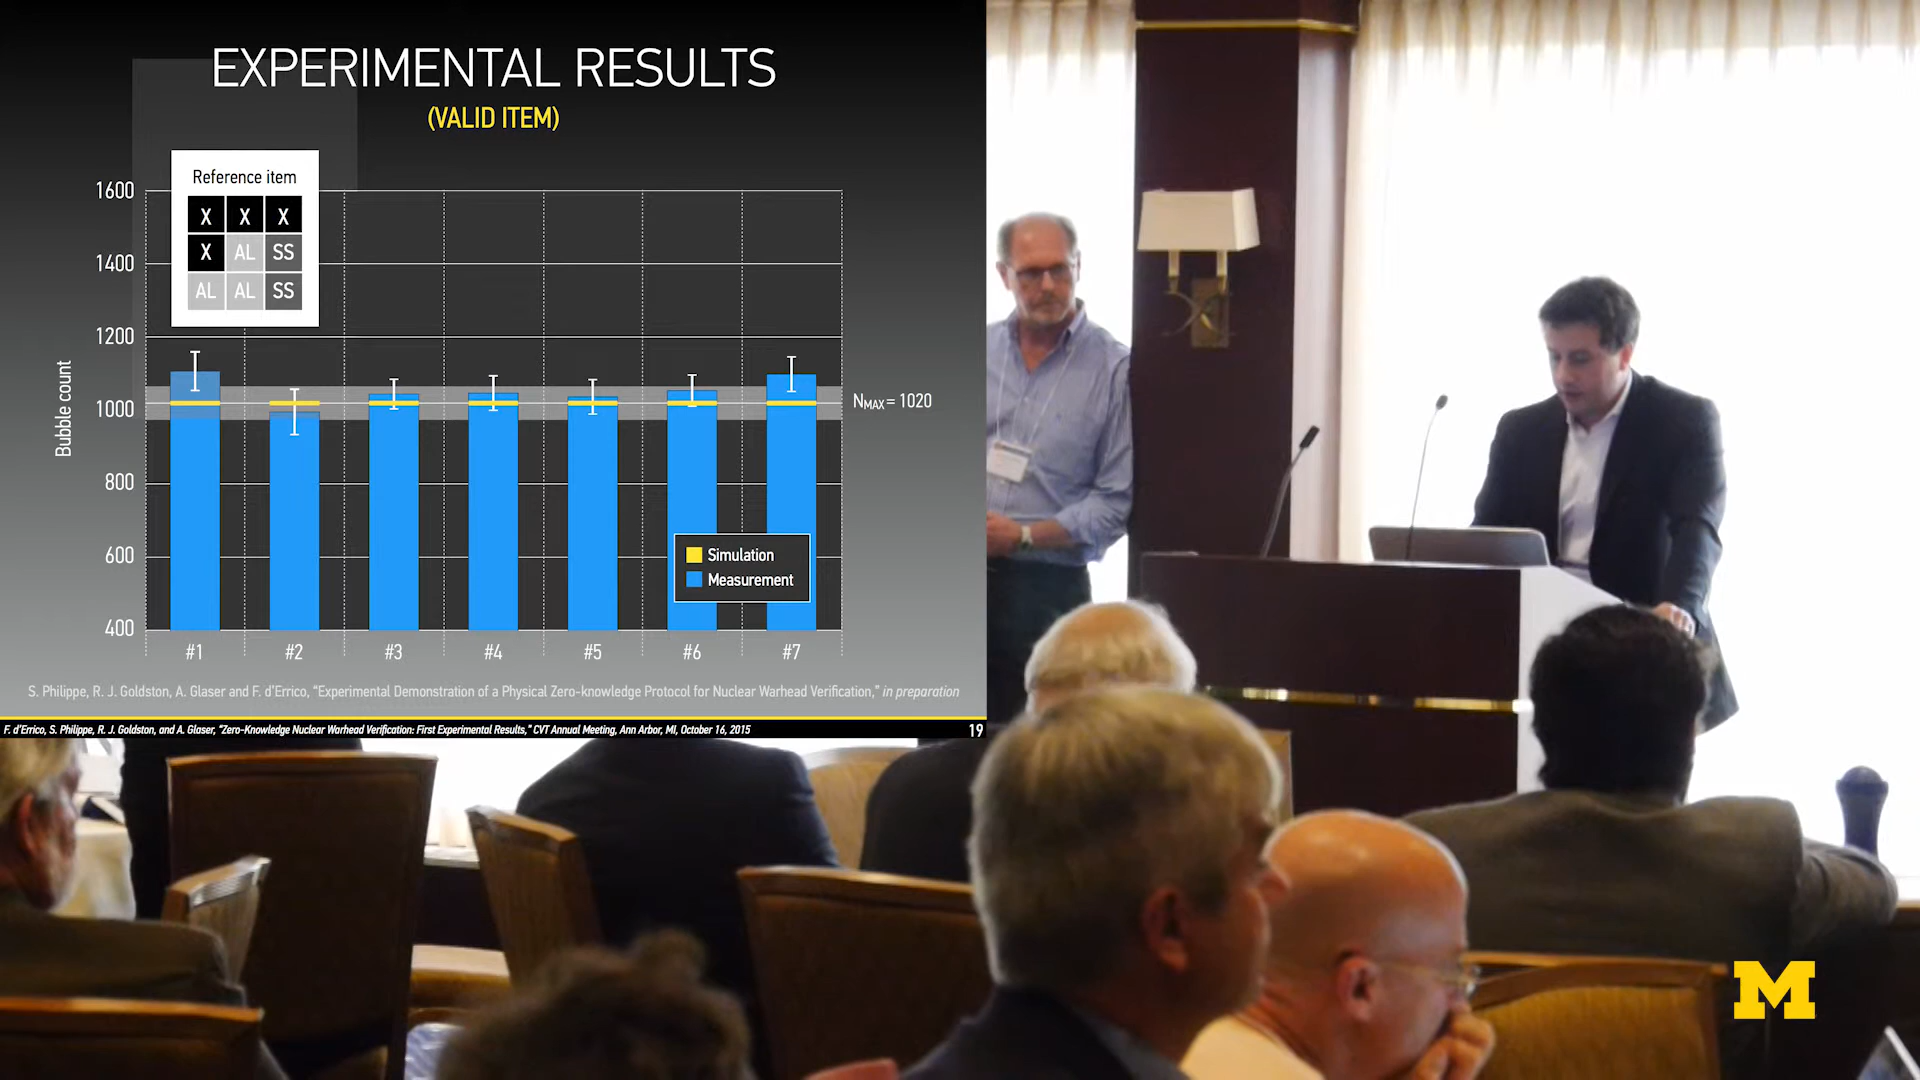 EXPERIMENTAL RESULTS
(VALID ITEM)
Reference item
X X X
X AL SS
AL AL SS
1600
1400
1200
1000
800
600
400
Bubble count
NMAX = 1020
Simulation
Measurement
#1 #2 #3 #4 #5 #6 #7
S. Philippe, R. J. Goldston, A. Glaser and F. d'Errico, "Experimental Demonstration of a Physical Zero-knowledge Protocol for Nuclear Warhead Verification," in preparation
F. d'Errico, S. Philippe, R. J. Goldston, and A. Glaser, "Zero-Knowledge Nuclear Warhead Verification: First Experimental Results," CVT Annual Meeting, Ann Arbor, MI, October 16, 2015
19
M